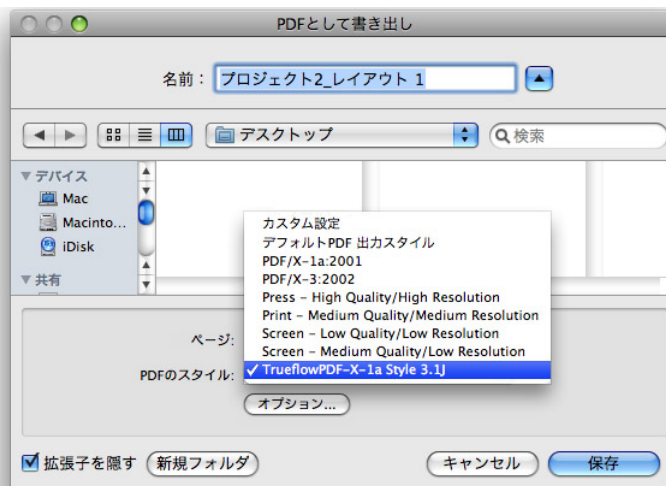 PDFとして書き出し
名前： プロジェクト2_レイアウト 1
デスクトップ 検索
デバイス
Mac
Macinto...
iDisk
共有
カスタム設定
デフォルトPDF 出力スタイル
PDF/X-1a:2001
PDF/X-3:2002
Press - High Quality/High Resolution
Print - Medium Quality/Medium Resolution
Screen - Low Quality/Low Resolution
Screen - Medium Quality/Low Resolution
ページ:
PDFのスタイル: ✓ TrueflowPDF-X-1a Style 3.1J
オプション...
拡張子を隠す 新規フォルダ キャンセル 保存